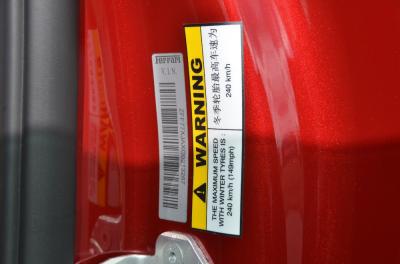 Ferrari
V.I.N.
WARNING
THE MAXIMUM SPEED
WITH WINTER TYRES IS :
240 km/h (149mph)
冬季轮胎最高车速为
240 km/h